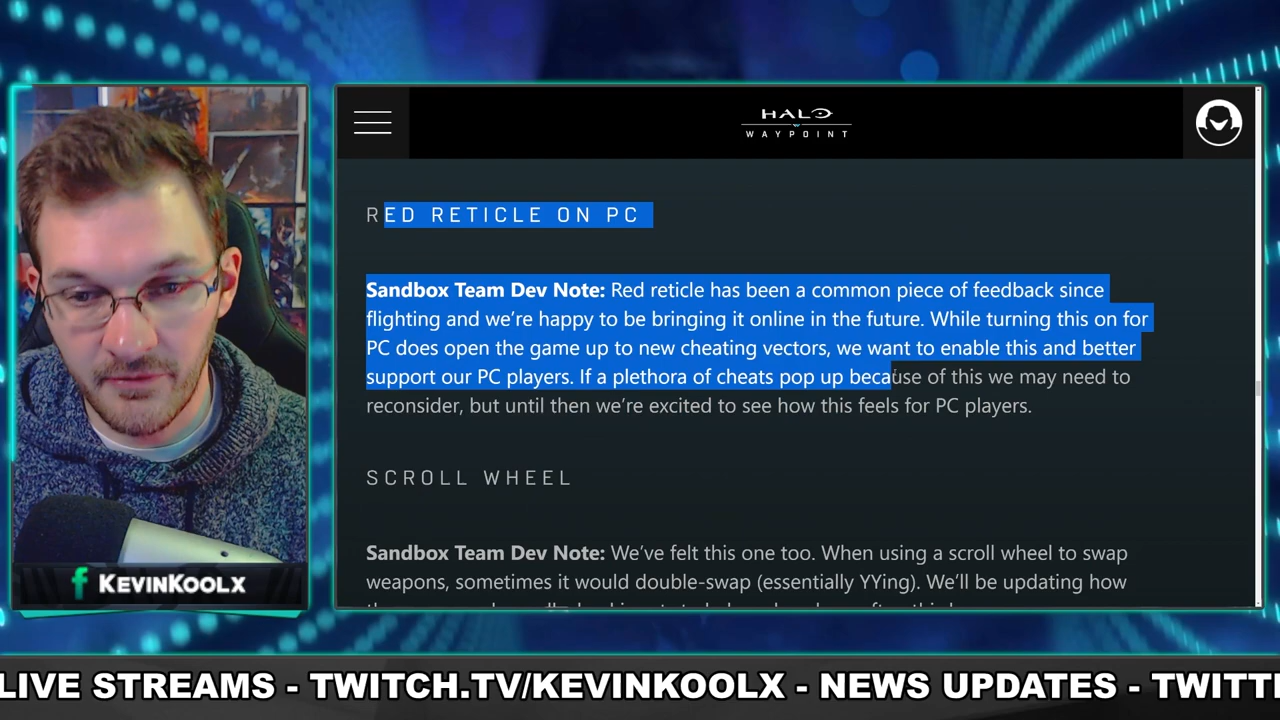 HALO
WAYPOINT
RED RETICLE ON PC
Sandbox Team Dev Note: Red reticle has been a common piece of feedback since
flighting and we're happy to be bringing it online in the future. While turning this on for
PC does open the game up to new cheating vectors, we want to enable this and better
support our PC players. If a plethora of cheats pop up because of this we may need to
reconsider, but until then we're excited to see how this feels for PC players.
SCROLL WHEEL
Sandbox Team Dev Note: We've felt this one too. When using a scroll wheel to swap
weapons, sometimes it would double-swap (essentially YYing). We'll be updating how
f KEVINKOOLX
LIVE STREAMS - TWITCH.TV/KEVINKOOLX - NEWS UPDATES - TWITT